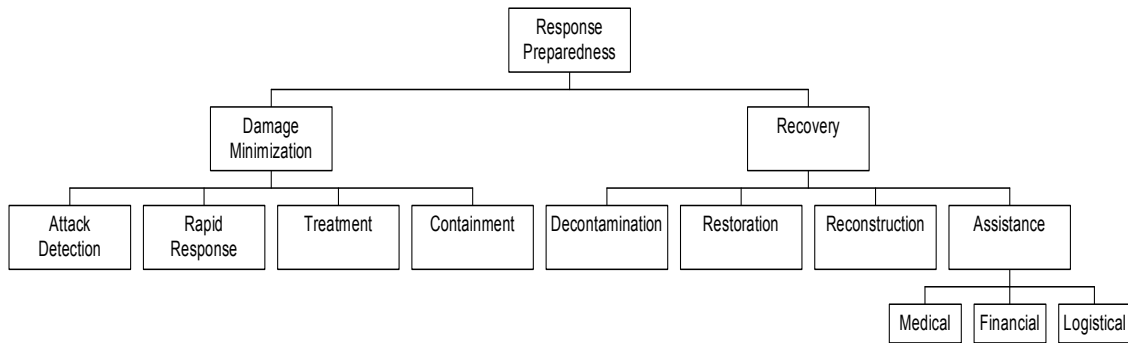 Response
Preparedness
Damage
Minimization
Recovery
Attack
Detection
Rapid
Response
Treatment
Containment
Decontamination
Restoration
Reconstruction
Assistance
Medical
Financial
Logistical